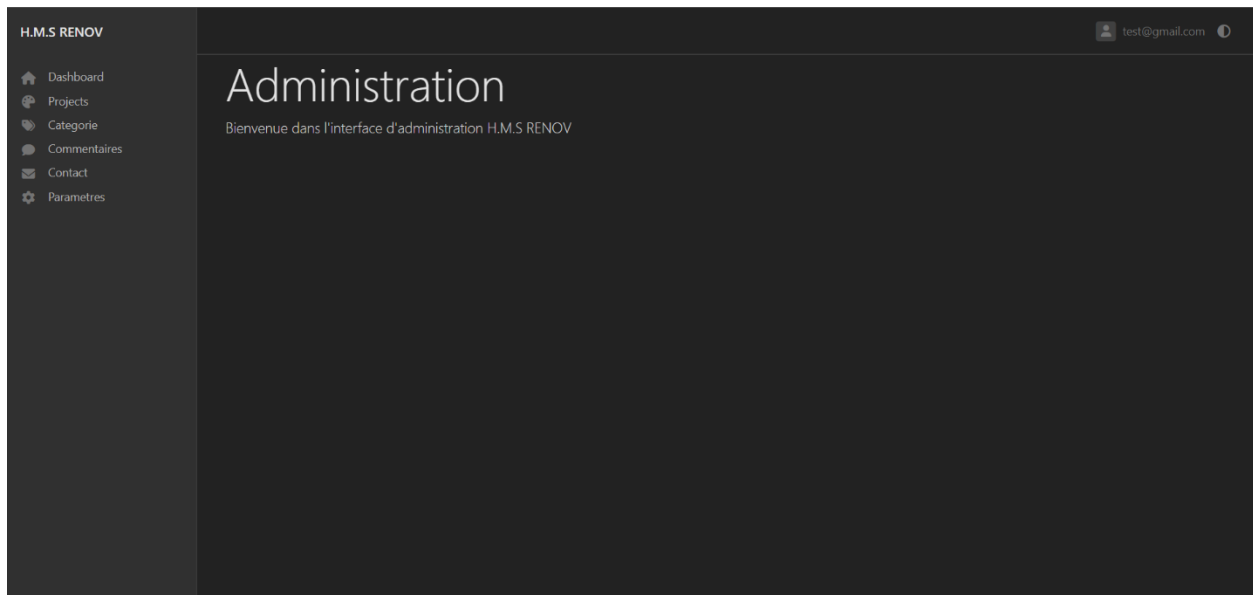 H.M.S RENOV
test@gmail.com
Dashboard
Projects
Categorie
Commentaires
Contact
Parametres
Administration
Bienvenue dans l'interface d'administration H.M.S RENOV